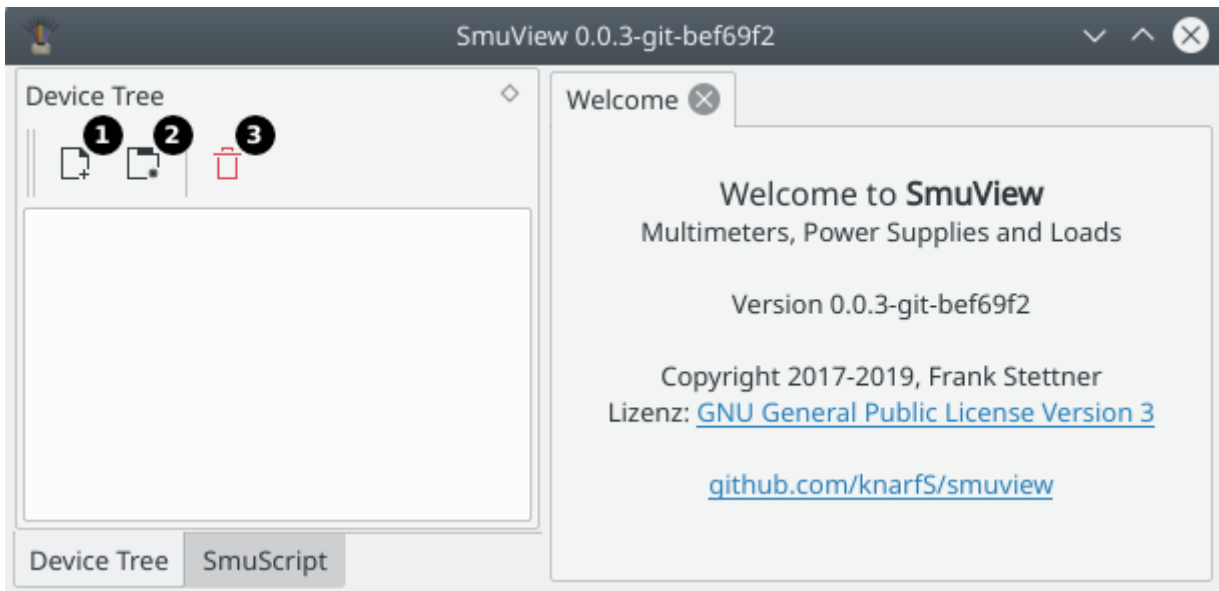 SmuView 0.0.3-git-bef69f2
Device Tree
1 2 3
Device Tree SmuScript
Welcome
Welcome to SmuView
Multimeters, Power Supplies and Loads
Version 0.0.3-git-bef69f2
Copyright 2017-2019, Frank Stettner
Lizenz: GNU General Public License Version 3
github.com/knarfS/smuview